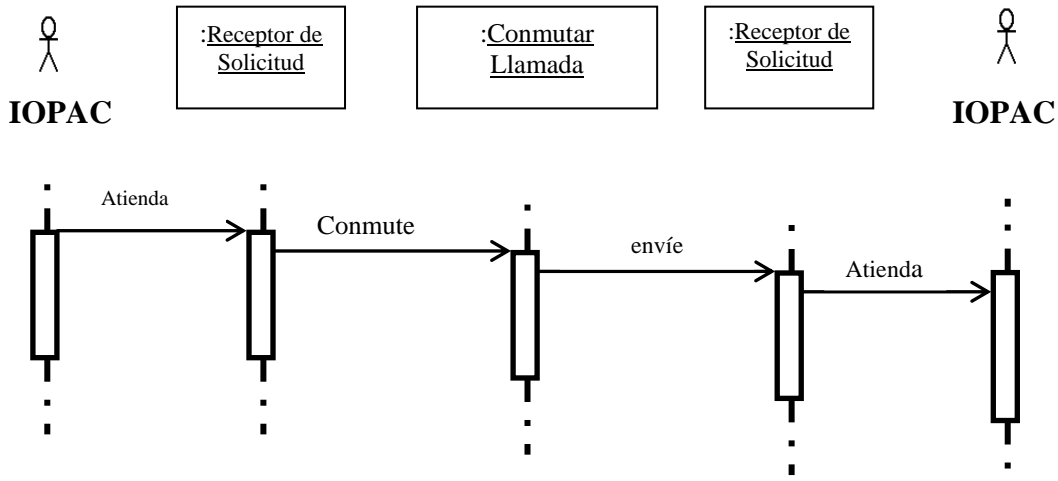 :Receptor de
Solicitud
:Conmutar
Llamada
:Receptor de
Solicitud
IOPAC
IOPAC
Atienda
Conmute
envíe
Atienda